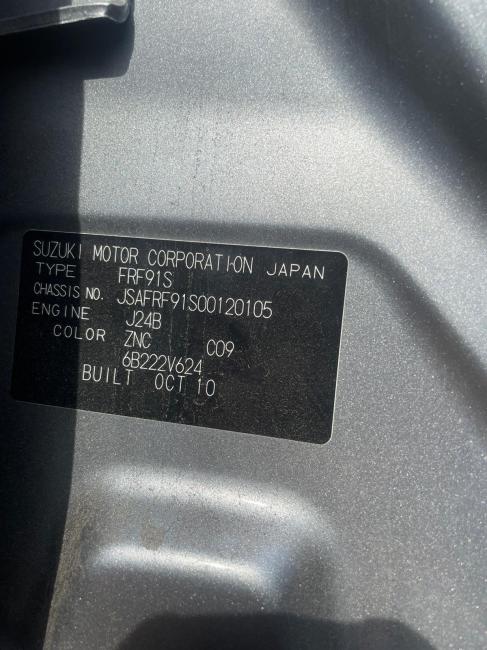 SUZUKI MOTOR CORPORATION JAPAN
TYPE FRF91S
CHASSIS NO. JSAFRF91S00120105
ENGINE J24B
COLOR ZNC C09
6B222V624
BUILT OCT 10